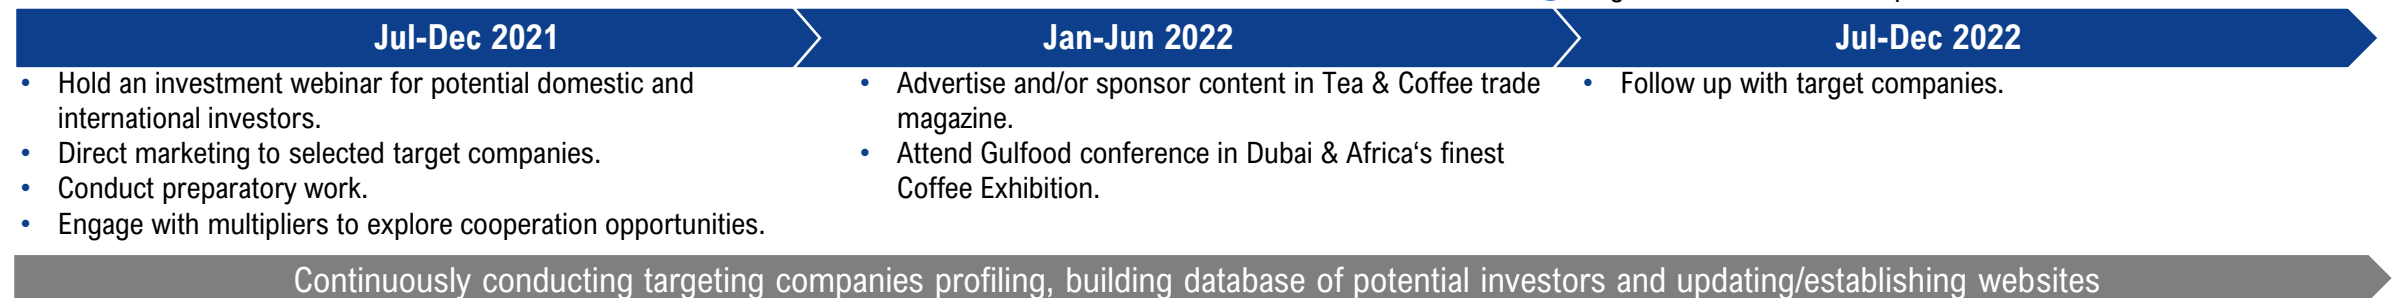 Jul-Dec 2021
Jan-Jun 2022
Jul-Dec 2022
• Hold an investment webinar for potential domestic and
international investors.
• Direct marketing to selected target companies.
• Conduct preparatory work.
• Engage with multipliers to explore cooperation opportunities.
• Advertise and/or sponsor content in Tea & Coffee trade
magazine.
• Attend Gulfood conference in Dubai & Africa‘s finest
Coffee Exhibition.
• Follow up with target companies.
Continuously conducting targeting companies profiling, building database of potential investors and updating/establishing websites